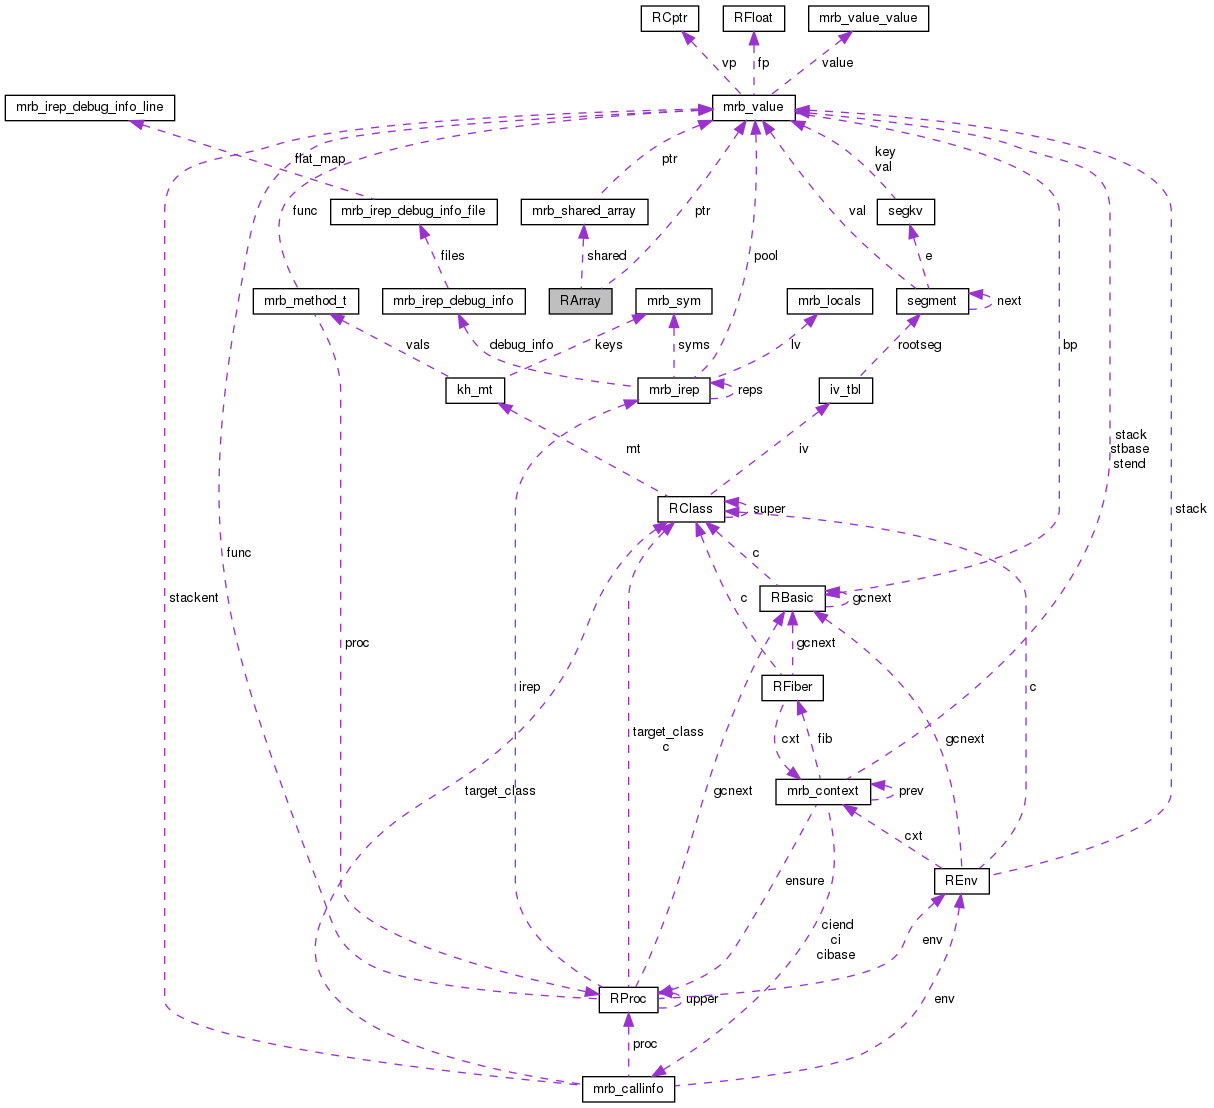 RCptr
RFloat
mrb_value_value
vp
fp
value
mrb_irep_debug_info_line
mrb_value
flat_map
ptr
key
val
mrb_irep_debug_info_file
mrb_shared_array
segkv
func
ptr
val
files
shared
pool
e
mrb_method_t
mrb_irep_debug_info
RArray
mrb_sym
mrb_locals
segment
next
vals
debug_info
keys
syms
lv
rootseg
bp
kh_mt
mrb_irep
reps
iv_tbl
mt
iv
stack
stbase
stend
RClass
super
stack
func
c
stackent
RBasic
gcnext
c
proc
gcnext
irep
RFiber
c
target_class
c
cxt
fib
gcnext
target_class
gcnext
mrb_context
prev
cxt
ensure
REnv
ciend
ci
cibase
env
RProc
upper
env
proc
mrb_callinfo